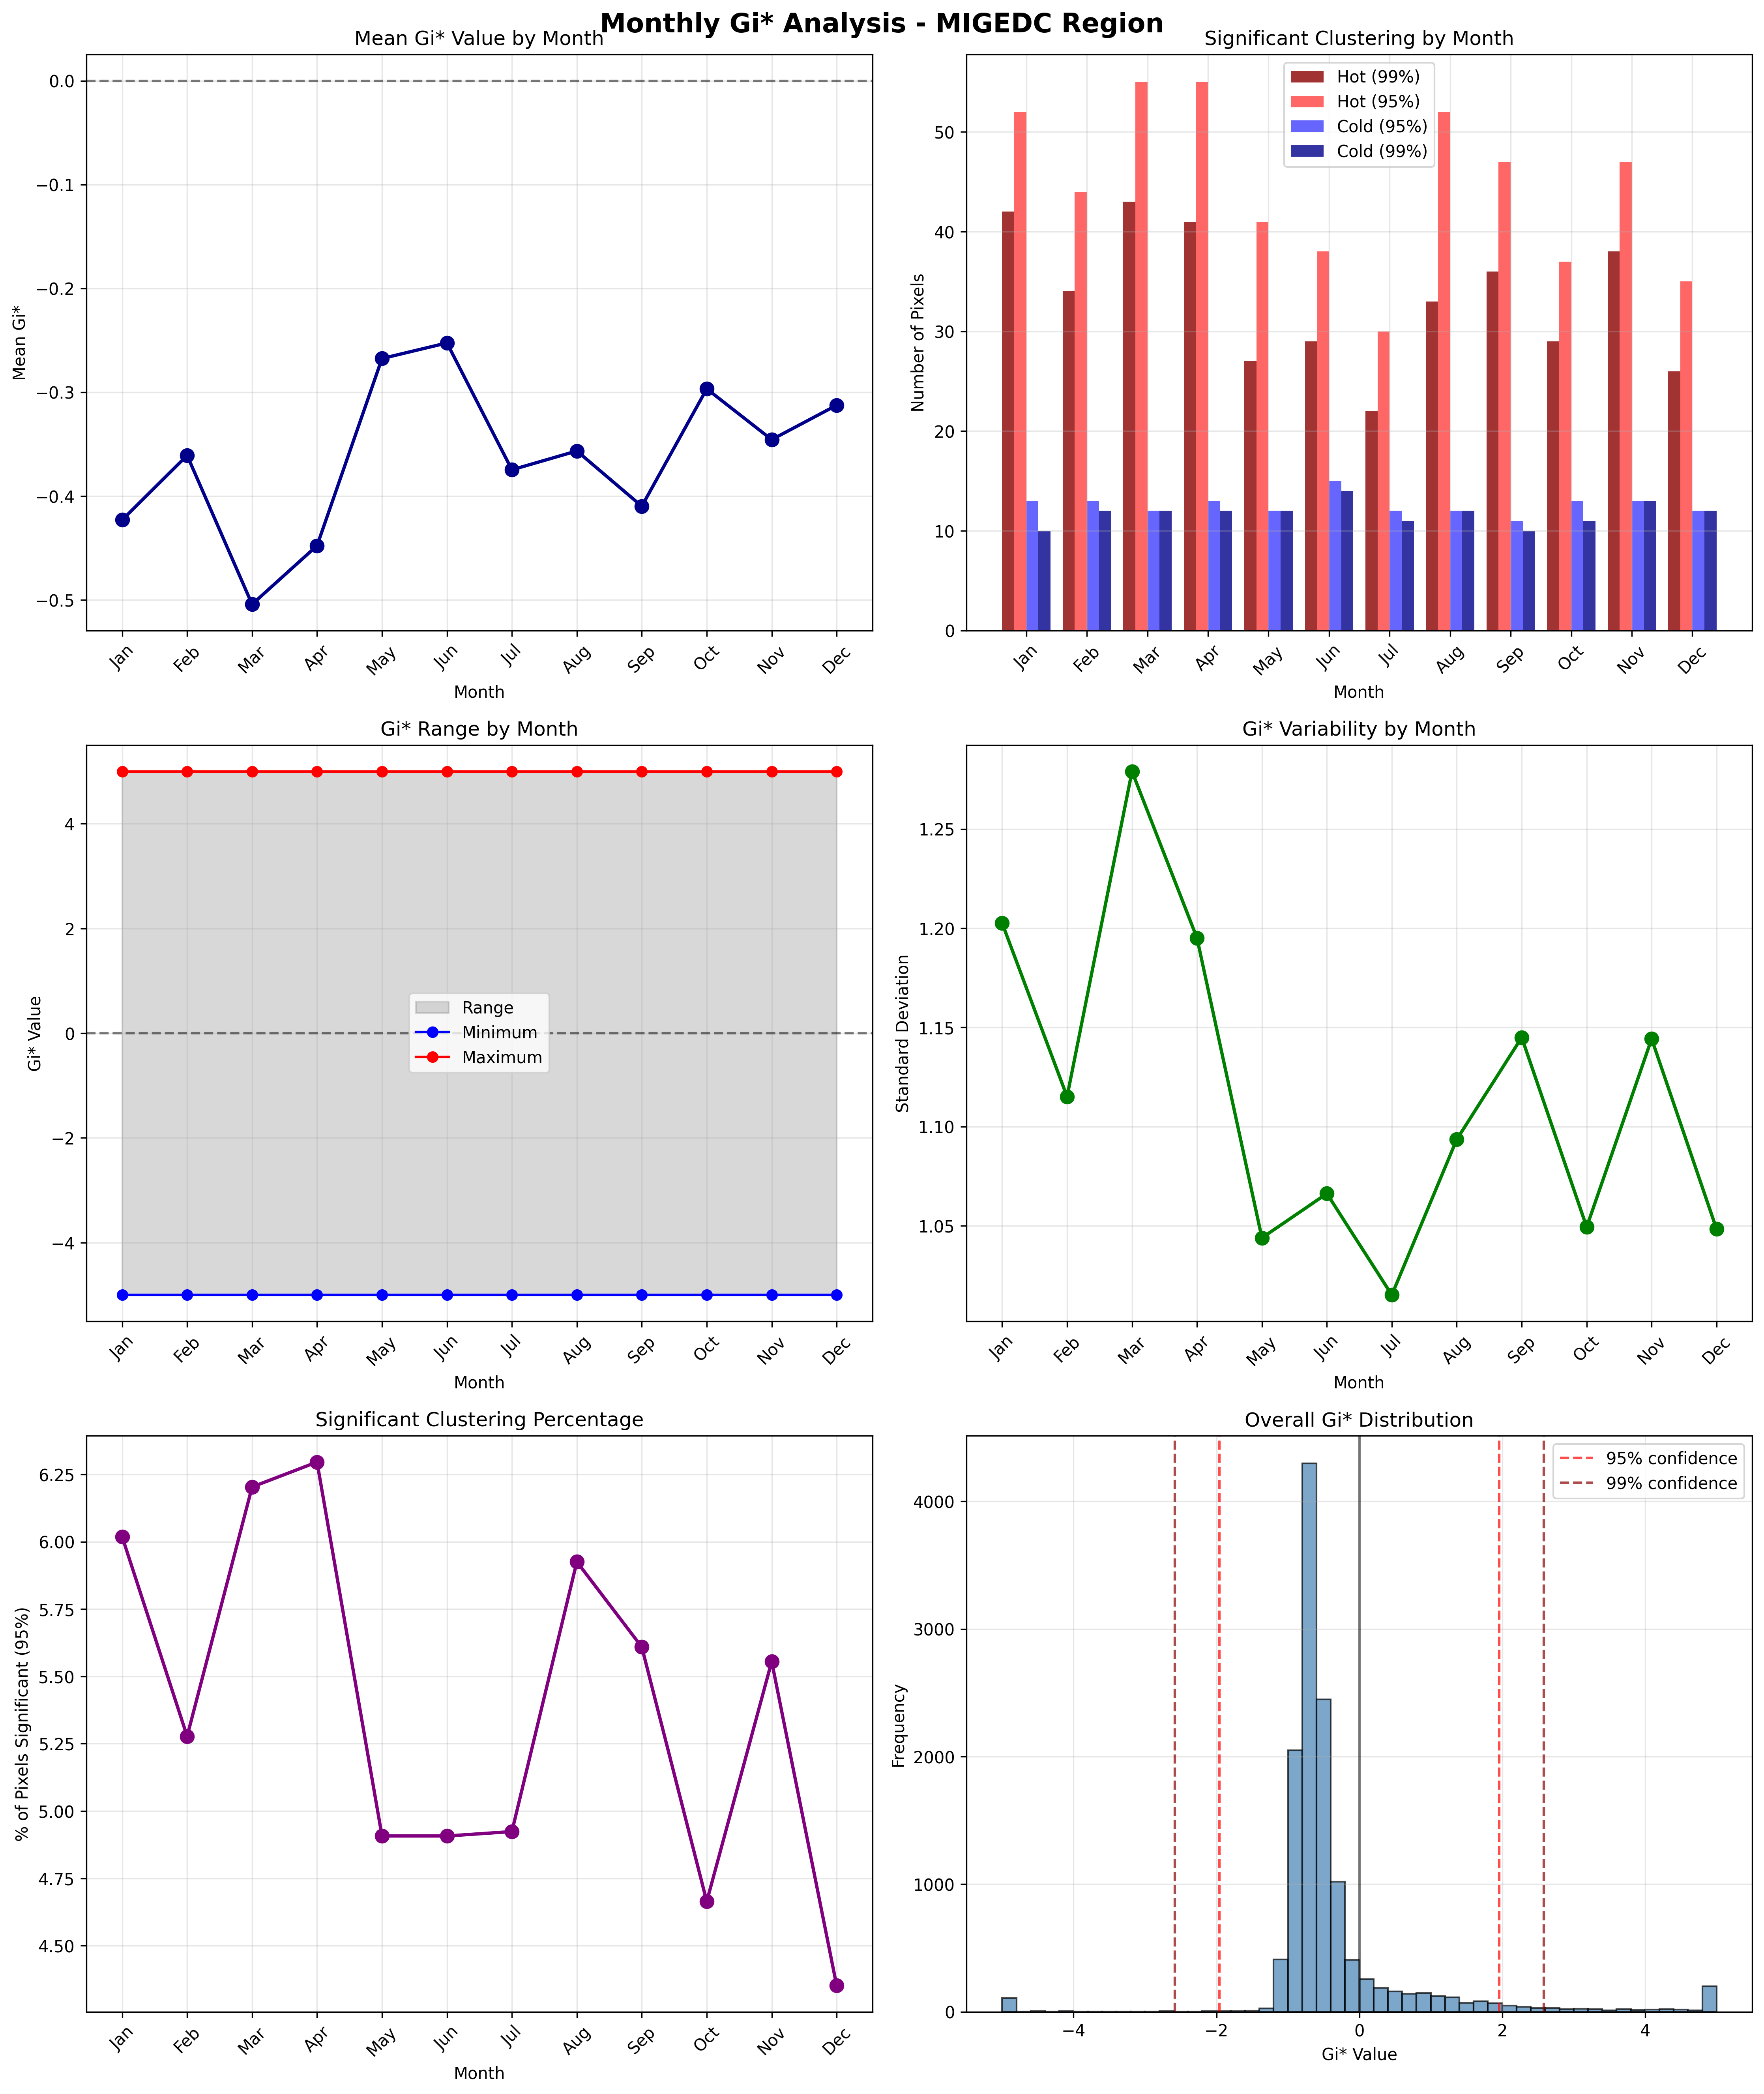 Monthly Gi* Analysis - MIGEDC Region
Mean Gi* Value by Month
0.0
−0.1
−0.2
−0.3
−0.4
−0.5
Mean Gi*
Jan
Feb
Mar
Apr
May
Jun
Jul
Aug
Sep
Oct
Nov
Dec
Month
Significant Clustering by Month
Hot (99%)
Hot (95%)
Cold (95%)
Cold (99%)
50
40
30
20
10
0
Number of Pixels
Jan
Feb
Mar
Apr
May
Jun
Jul
Aug
Sep
Oct
Nov
Dec
Month
Gi* Range by Month
4
2
0
−2
−4
Gi* Value
Range
Minimum
Maximum
Jan
Feb
Mar
Apr
May
Jun
Jul
Aug
Sep
Oct
Nov
Dec
Month
Gi* Variability by Month
1.25
1.20
1.15
1.10
1.05
Standard Deviation
Jan
Feb
Mar
Apr
May
Jun
Jul
Aug
Sep
Oct
Nov
Dec
Month
Significant Clustering Percentage
6.25
6.00
5.75
5.50
5.25
5.00
4.75
4.50
% of Pixels Significant (95%)
Jan
Feb
Mar
Apr
May
Jun
Jul
Aug
Sep
Oct
Nov
Dec
Month
Overall Gi* Distribution
95% confidence
99% confidence
4000
3000
2000
1000
0
Frequency
−4
−2
0
2
4
Gi* Value